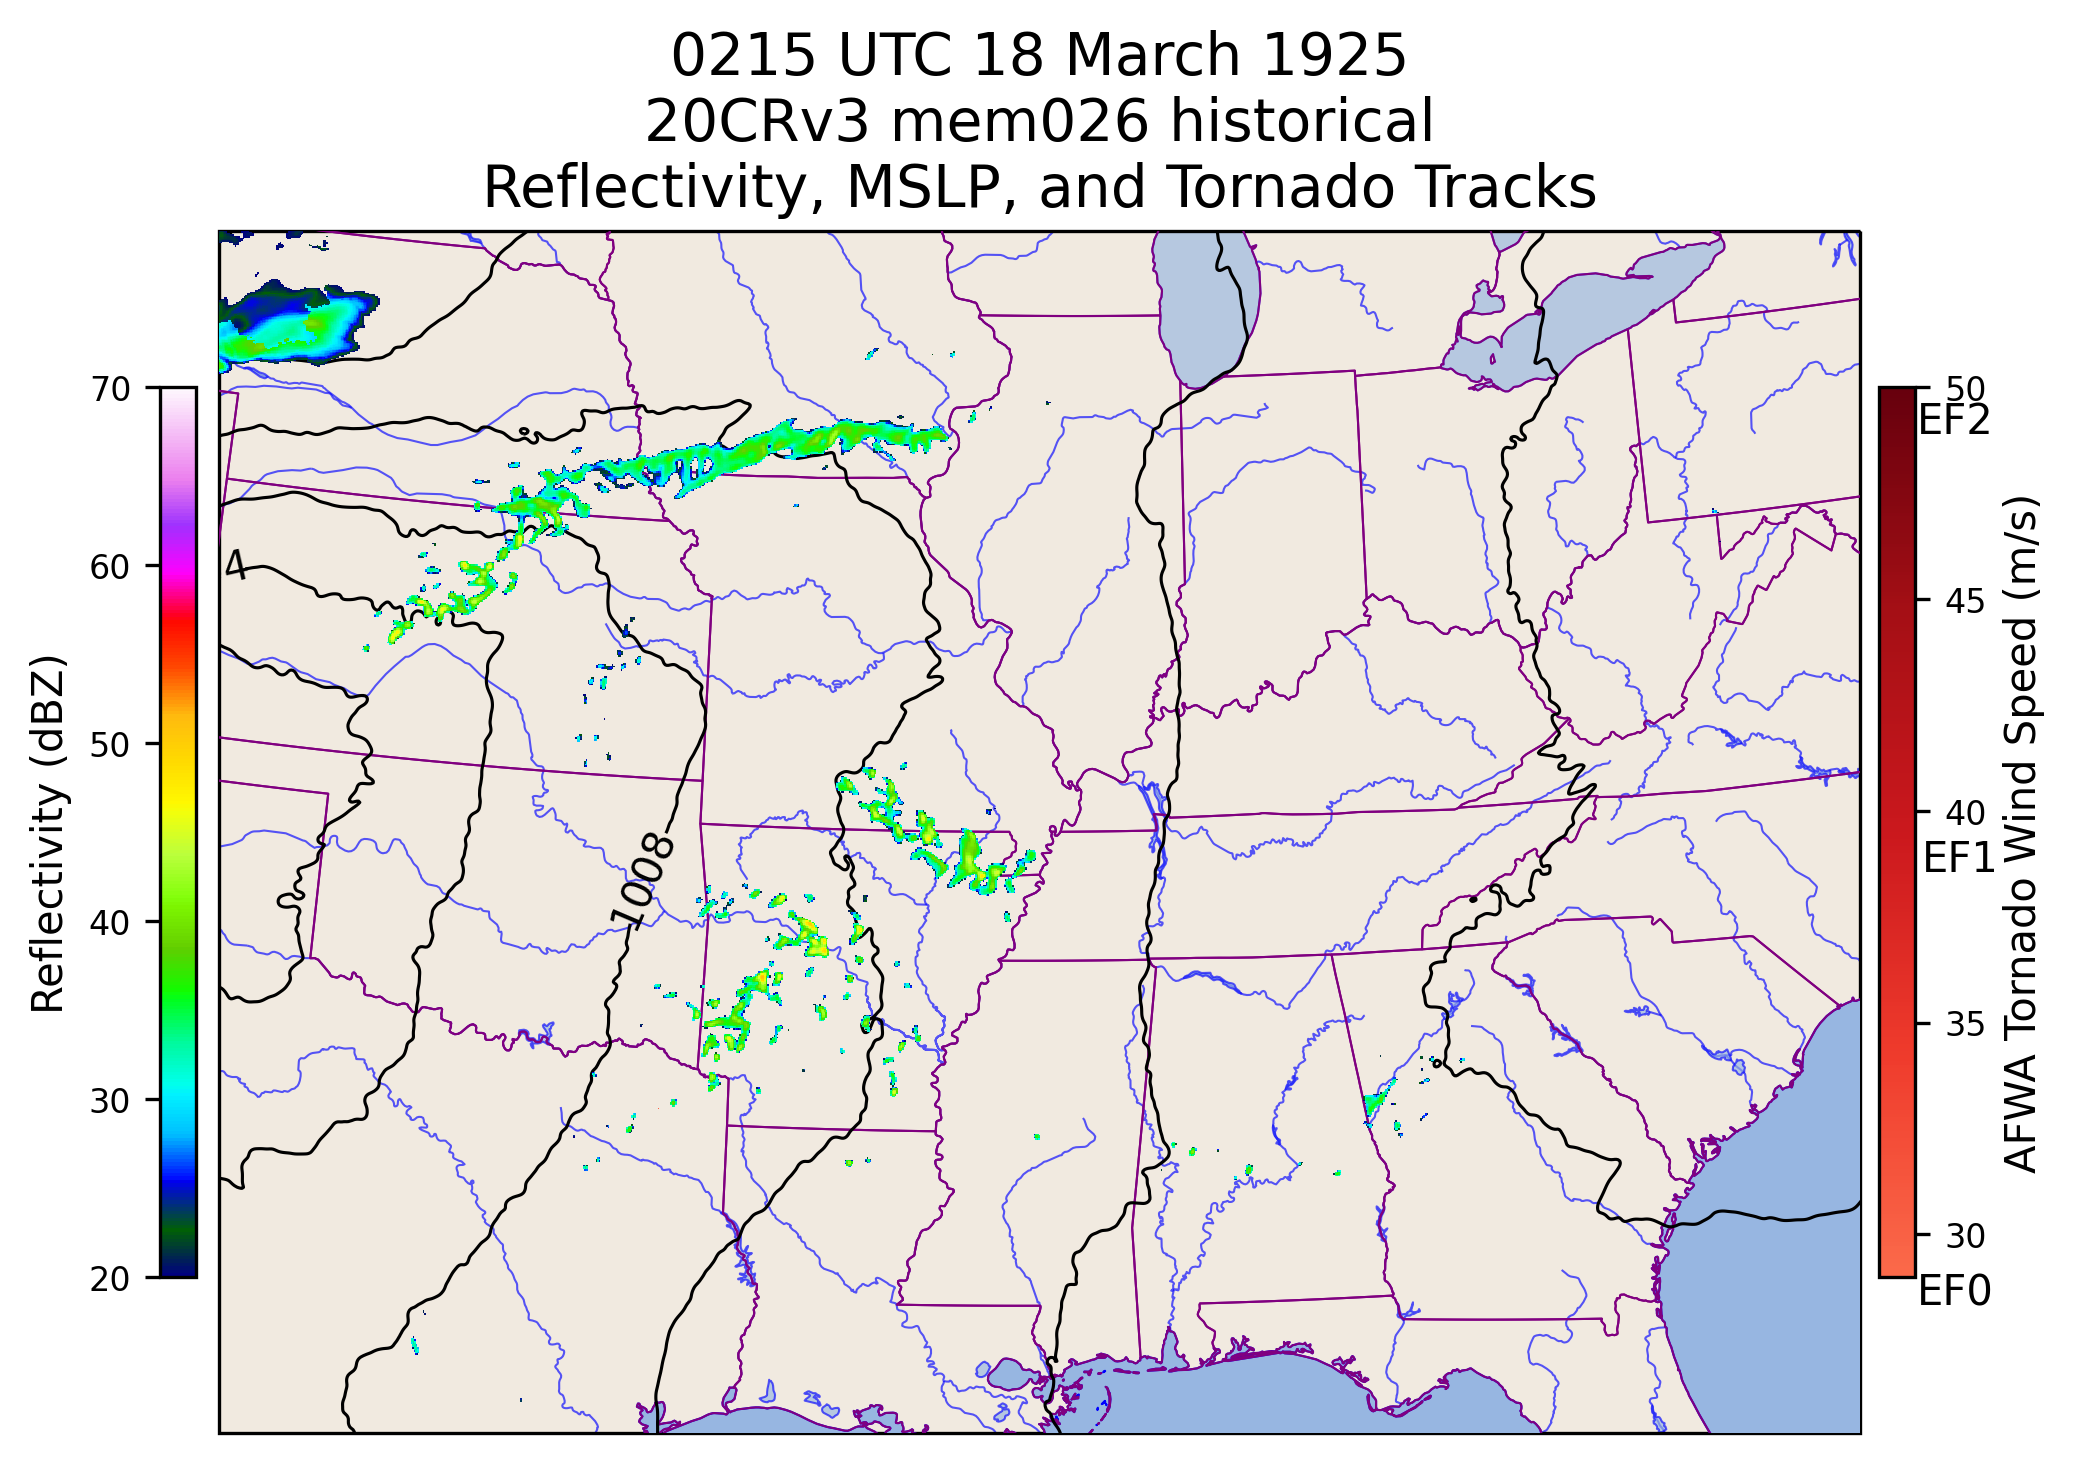 0215 UTC 18 March 1925
20CRv3 mem026 historical
Reflectivity, MSLP, and Tornado Tracks
Reflectivity (dBZ)
70
60
50
40
30
20
4
1008
50
EF2
45
40
EF1
35
30
EF0
AFWA Tornado Wind Speed (m/s)